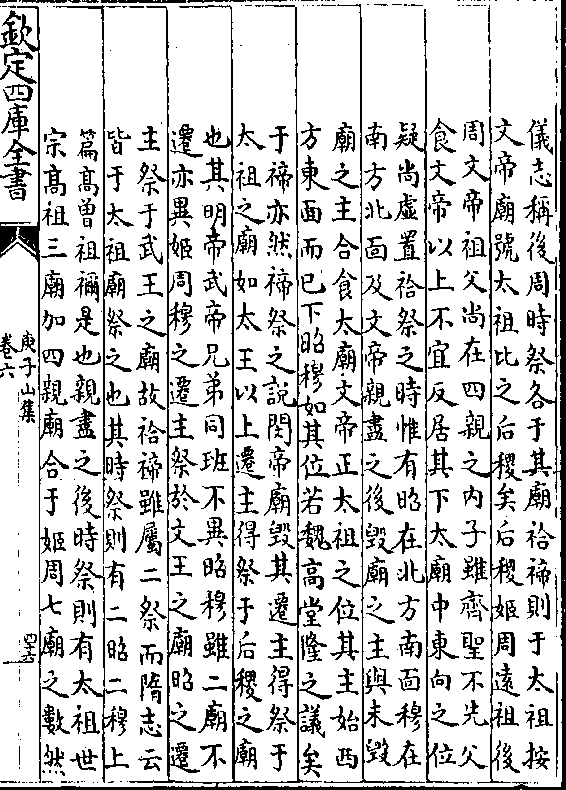 儀志稱後周時祭各于其廟祫禘則于太祖按
文帝廟號太祖比之后稷矣后稷姬周遠祖後
周文帝祖父尚在四親之内子雖齊聖不先父
食文帝以上不宜反居其下太廟中東向之位
疑尚虛置祫祭之時惟有昭在北方南面穆在
南方北面及文帝親盡之後毁廟之主與未毁
廟之主合食太廟文帝正太祖之位其主始西
方東面而已下昭穆如其位若魏高堂隆之議矣
于禘亦然禘祭之說閔帝廟毁其遷主得祭于
太祖之廟如太王以上遷主得祭于后稷之廟
也其明帝武帝兄弟同班不異昭穆雖二廟不
遷亦異姬周穆之遷主祭於文王之廟昭之遷
主祭于武王之廟故祫禘雖屬二祭而隋志云
皆于太祖廟祭之也其時祭則有二昭二穆上
篇高曾祖禰是也親盡之後時祭則有太祖世
宗高祖三廟加四親廟合于姬周七廟之數然
欽定四庫全書
庾子山集
卷六
四十六